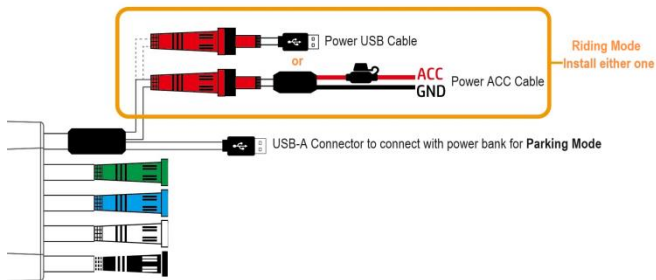 Power USB Cable
or
ACC
GND
Power ACC Cable
Riding Mode
Install either one
USB-A Connector to connect with power bank for Parking Mode